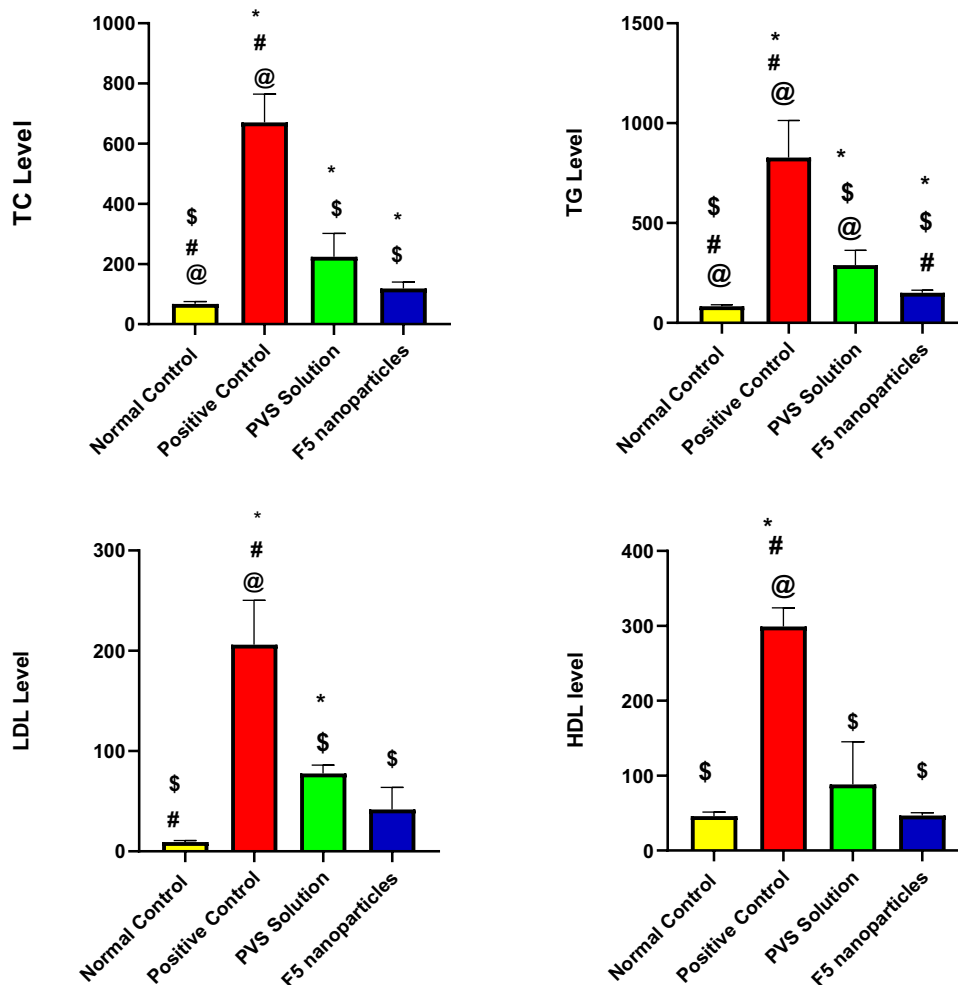 TC Level
1000
800
600
400
200
0
$
#
@
*
#
@
*
$
*
$
Normal Control
Positive Control
PVS Solution
F5 nanoparticles
TG Level
1500
1000
500
0
$
#
@
*
#
@
*
$
@
*
$
#
Normal Control
Positive Control
PVS Solution
F5 nanoparticles
LDL Level
300
200
100
0
$
#
*
#
@
*
$
$
Normal Control
Positive Control
PVS Solution
F5 nanoparticles
HDL level
400
300
200
100
0
$
*
#
@
$
$
Normal Control
Positive Control
PVS Solution
F5 nanoparticles